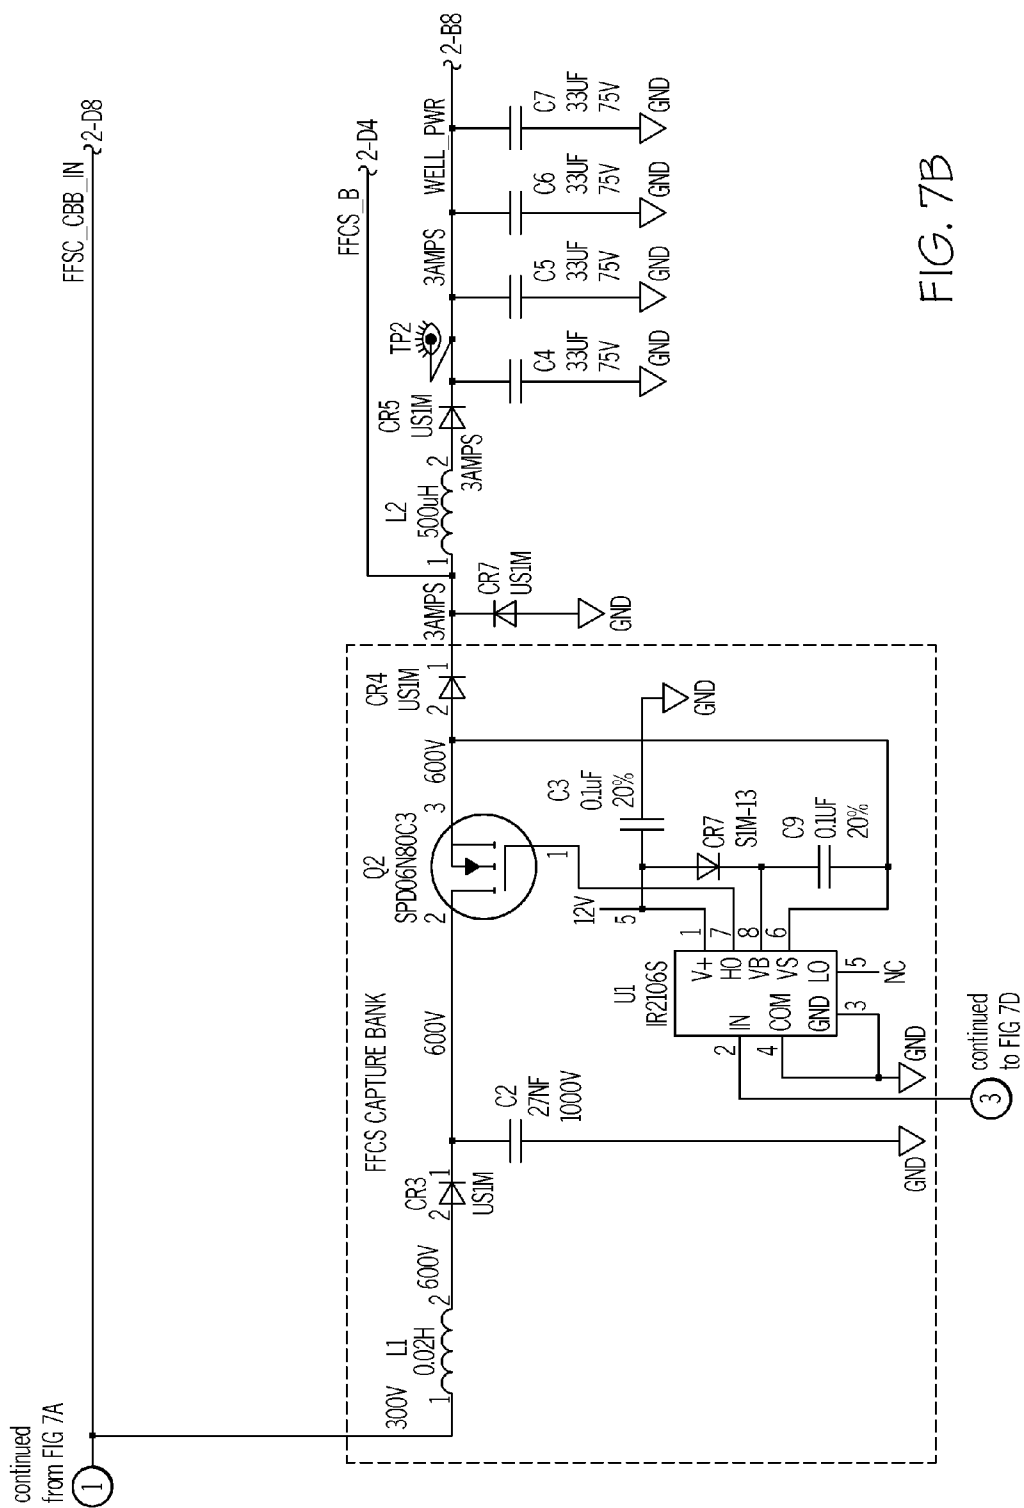 continued
from FIG 7A
1
FFSC_CBB_IN
2-D8
FFCS_B
2-D4
FFCS CAPTURE BANK
300V
1
L1
0.02H
2
600V
2
CR3
1
US1M
C2
27NF
1000V
GND
600V
Q2
SPD06N80C3
2
3
1
600V
CR4
US1M
2
1
3AMPS
CR7
US1M
GND
1
L2
500uH
2
3AMPS
CR5
US1M
TP2
3AMPS
WELL_PWR
2-B8
C4
33UF
75V
GND
C5
33UF
75V
GND
C6
33UF
75V
GND
C7
33UF
75V
GND
C3
0.1uF
20%
GND
12V
5
CR7
S1M-13
C9
0.1UF
20%
U1
IR2106S
2
IN
4
COM
GND
3
V+
1
HO
7
VB
8
VS
6
LO
5
NC
GND
3
continued
to FIG 7D
FIG. 7B